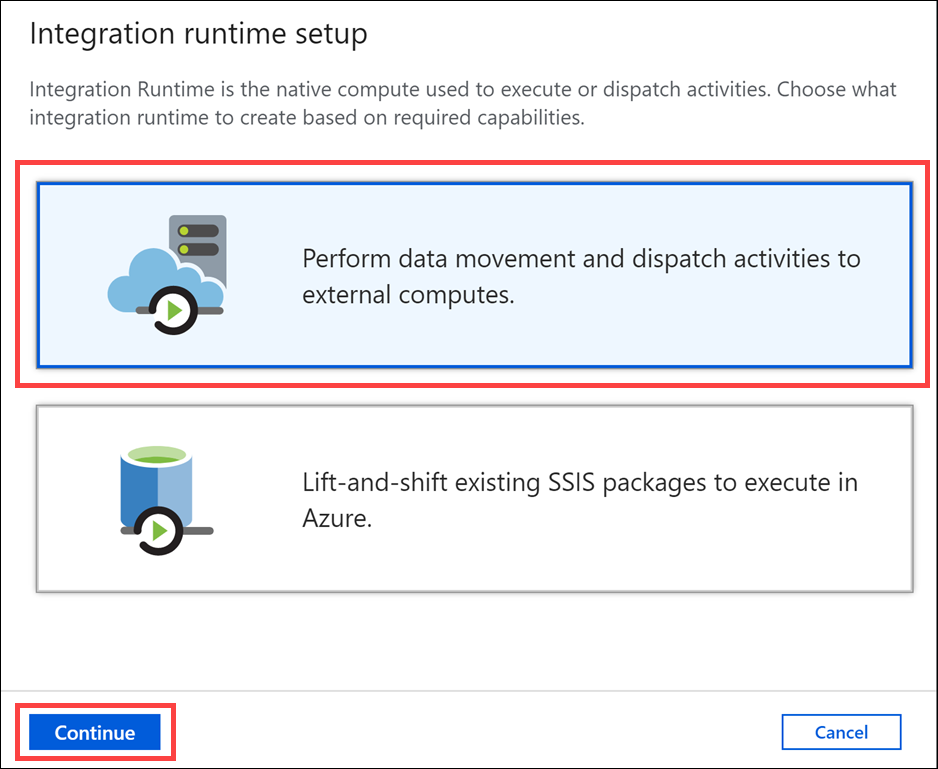 Integration runtime setup
Integration Runtime is the native compute used to execute or dispatch activities. Choose what
integration runtime to create based on required capabilities.
Perform data movement and dispatch activities to
external computes.
Lift-and-shift existing SSIS packages to execute in
Azure.
Continue
Cancel